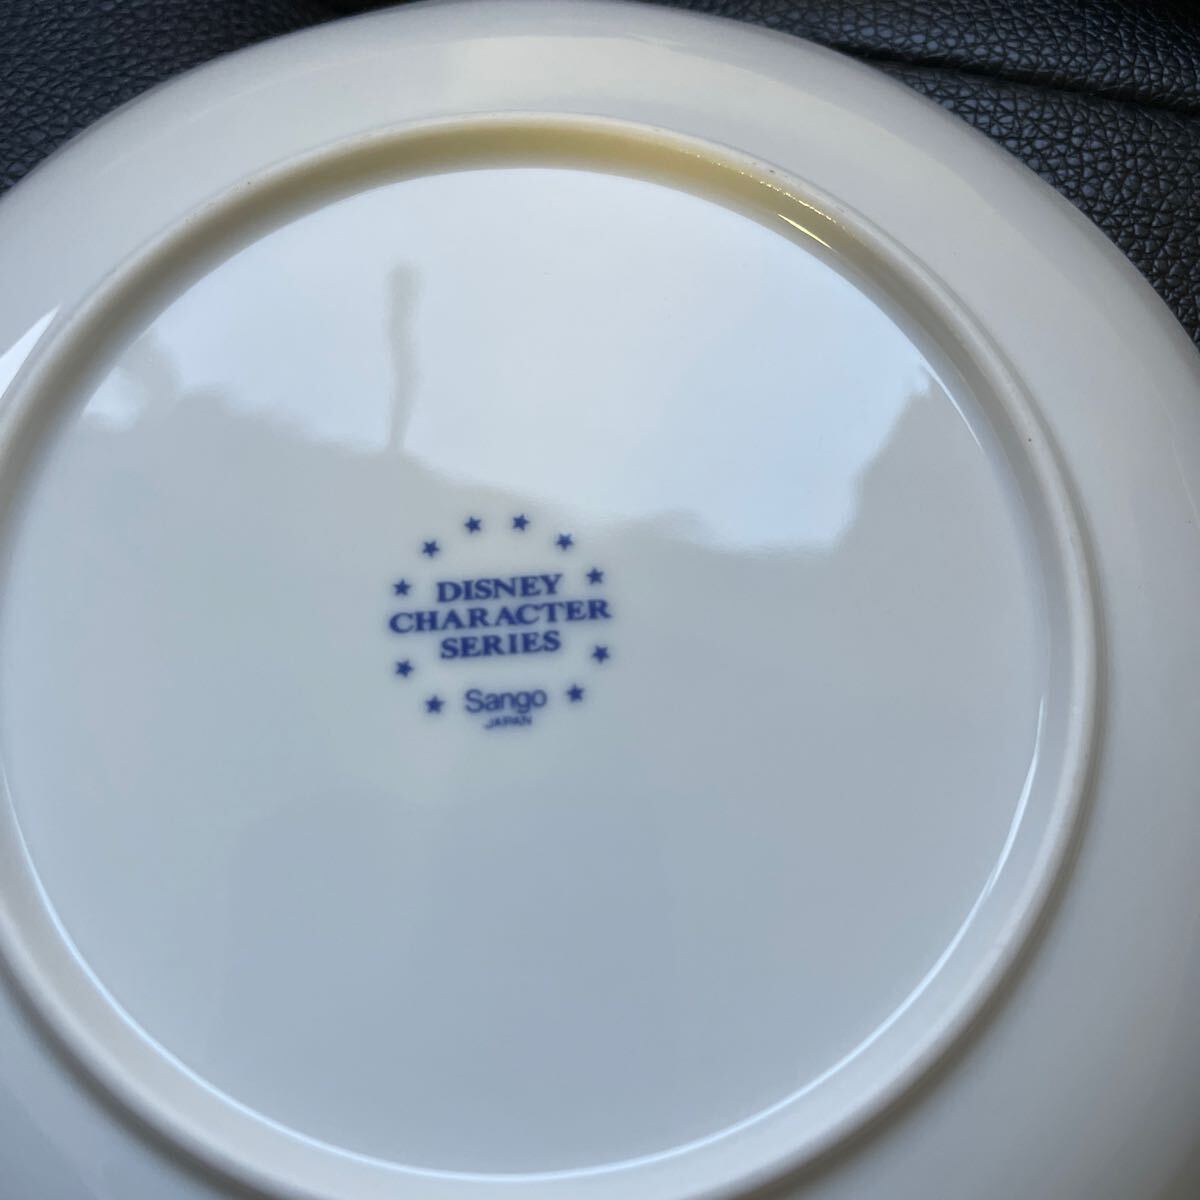 DISNEY
CHARACTER
SERIES
Sango
JAPAN